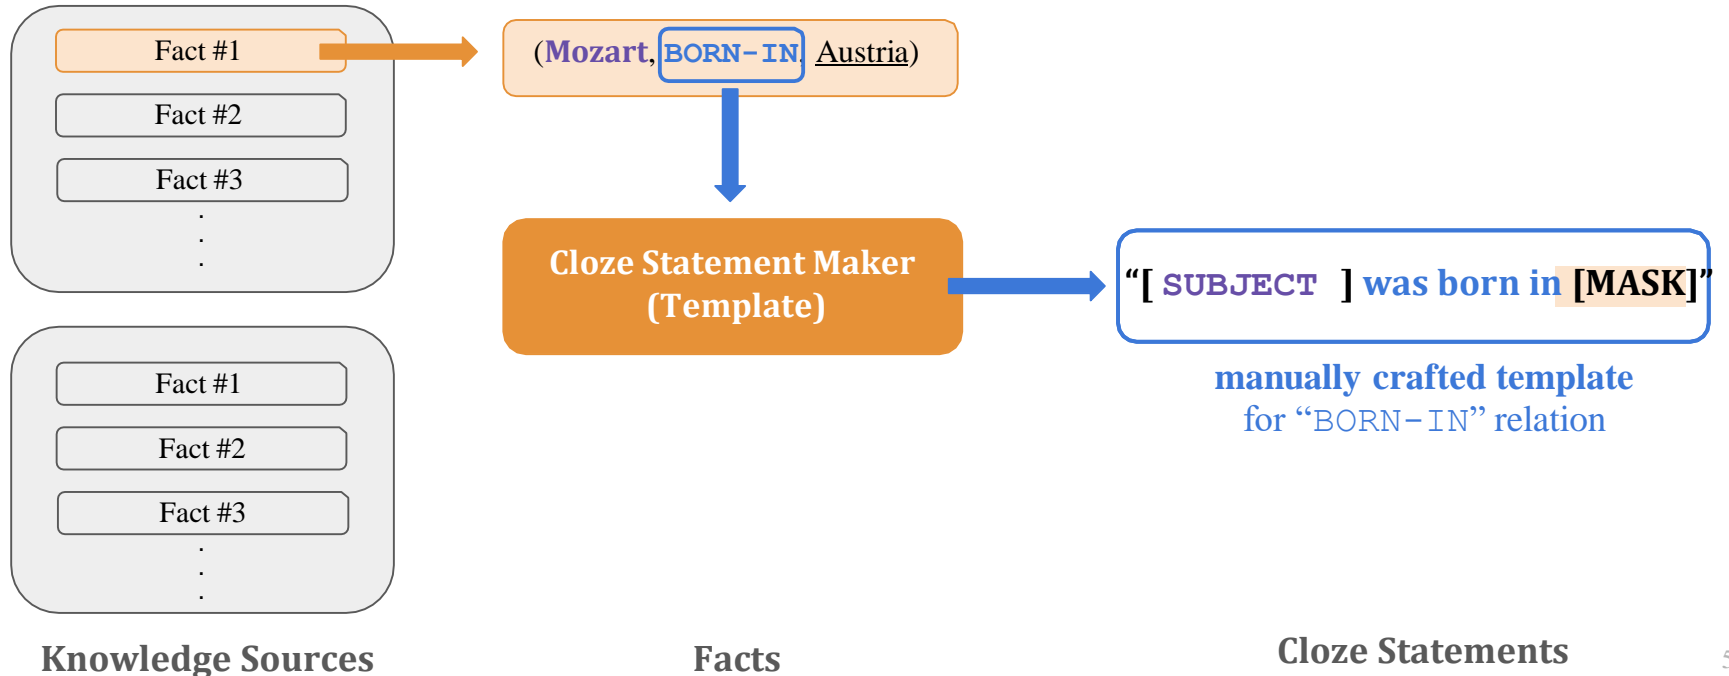 Fact #1
Fact #2
Fact #3
.
.
.
Fact #1
Fact #2
Fact #3
.
.
.
Knowledge Sources
(Mozart, BORN-IN, Austria)
Cloze Statement Maker
(Template)
Facts
“[ SUBJECT ] was born in [MASK]”
manually crafted template
for “BORN-IN” relation
Cloze Statements